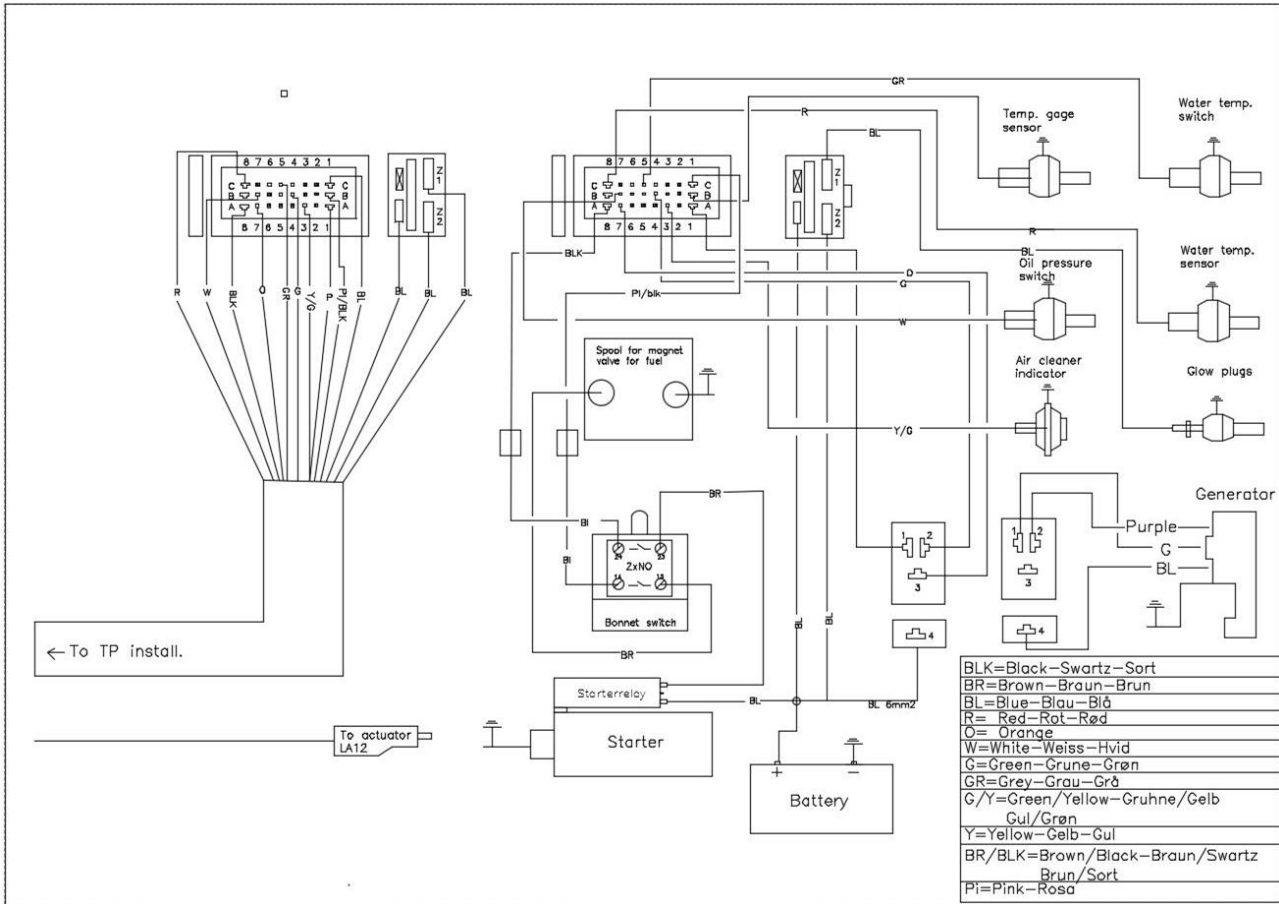 GR
R
BL
Temp. gage
sensor
Water temp.
switch
8 7 6 5 4 3 2 1
C
B
A
C
B
A
8 7 6 5 4 3 2 1
Z
1
Z
2
8 7 6 5 4 3 2 1
C
B
A
C
B
A
8 7 6 5 4 3 2 1
Z
1
Z
2
R
BL
BLK
Oil pressure
switch
Water temp.
sensor
O
G
PI/blk
W
R
W
BLK
O
GR
G
Y/G
P
PI/BLK
BL
BL
BL
BL
Spool for magnet
valve for fuel
Air cleaner
indicator
Glow plugs
Y/G
BR
Generator
BI
BI
24
23
2xNO
14
13
Bonnet switch
1
2
3
1
2
3
Purple
G
BL
BL
BL
4
4
BR
← To TP install.
Starterrelay
BL
BL 6mm2
To actuator
LA12
Starter
+
−
Battery
BLK=Black-Swartz-Sort
BR=Brown-Braun-Brun
BL=Blue-Blau-Blå
R= Red-Rot-Rød
O= Orange
W=White-Weiss-Hvid
G=Green-Grune-Grøn
GR=Grey-Grau-Grå
G/Y=Green/Yellow-Gruhne/Gelb
Gul/Grøn
Y=Yellow-Gelb-Gul
BR/BLK=Brown/Black-Braun/Swartz
Brun/Sort
Pi=Pink-Rosa